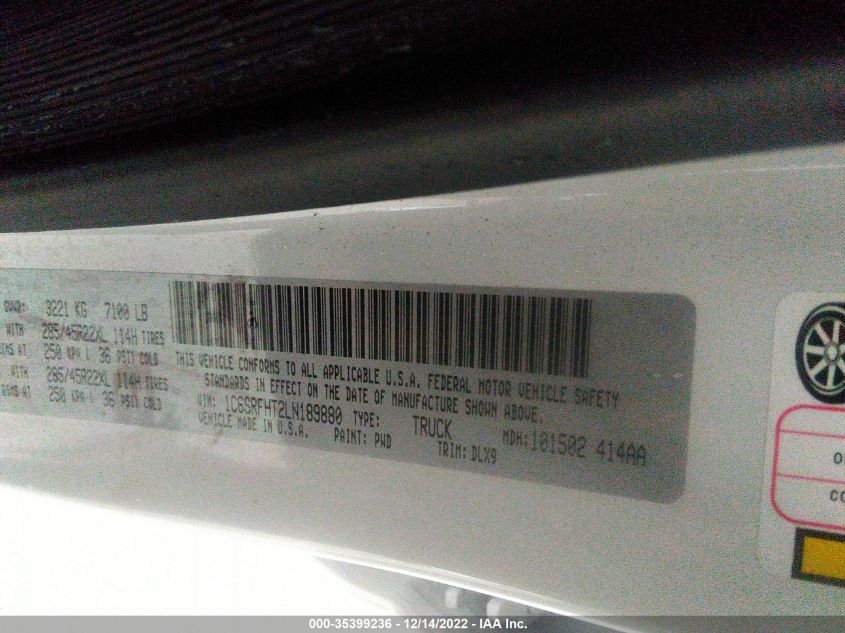 GVWR: 3221 KG 7100 LB
WITH 285/45R22XL 114H TIRES
RIMS AT 250 KPA ( 36 PSI) COLD
WITH 285/45R22XL 114H TIRES
RIMS AT 250 KPA ( 36 PSI) COLD
THIS VEHICLE CONFORMS TO ALL APPLICABLE U.S.A. FEDERAL MOTOR VEHICLE SAFETY
STANDARDS IN EFFECT ON THE DATE OF MANUFACTURE SHOWN ABOVE.
VIN: 1C6SRFHT2LN189880 TYPE: TRUCK MDH:101502 414AA
VEHICLE MADE IN U.S.A. PAINT: PWD TRIM: DLX9
000-35399236 - 12/14/2022 - IAA Inc.